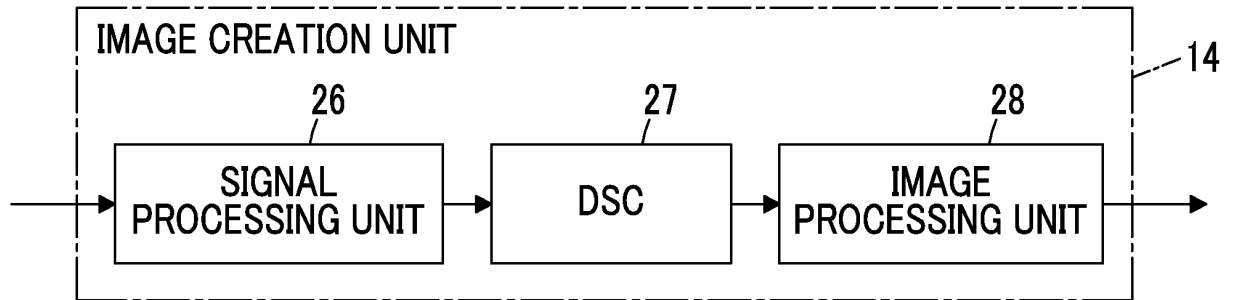 IMAGE CREATION UNIT
14
26
27
28
SIGNAL
PROCESSING UNIT
DSC
IMAGE
PROCESSING UNIT